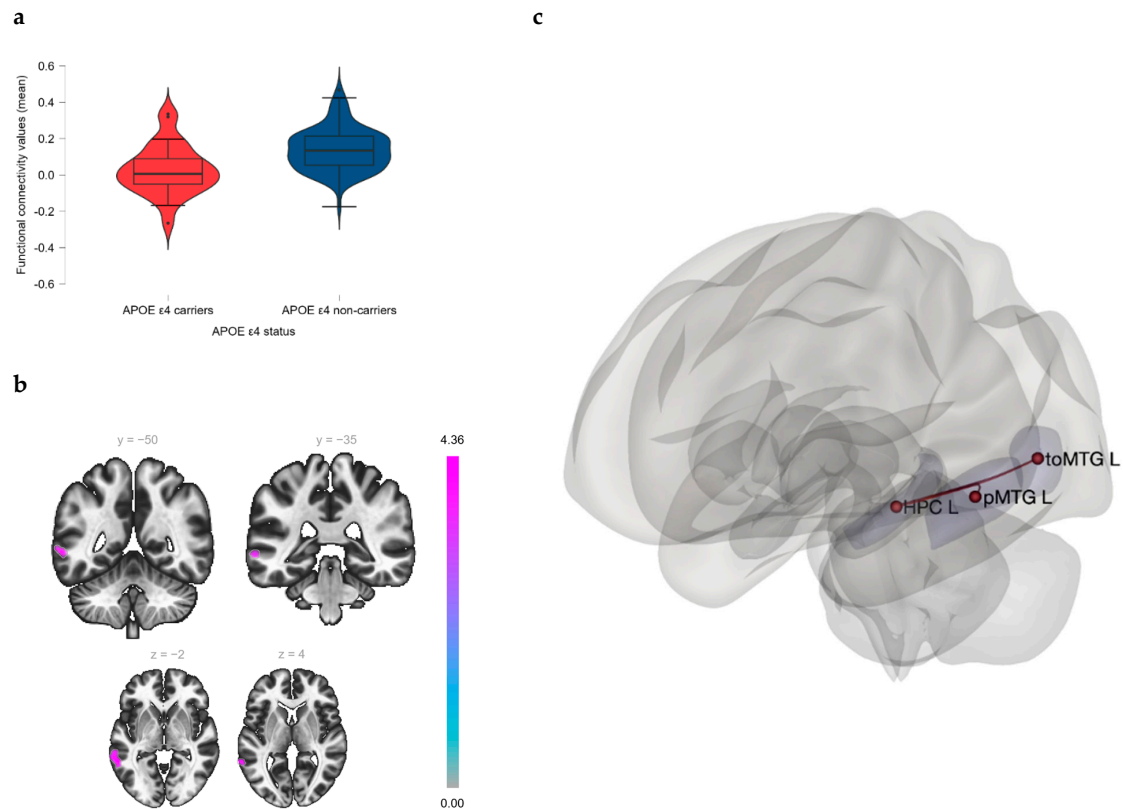 a
Functional connectivity values (mean)
0.6
0.4
0.2
0.0
-0.2
-0.4
-0.6
APOE ε4 carriers
APOE ε4 non-carriers
APOE ε4 status
b
y = −50
y = −35
z = −2
z = 4
4.36
0.00
c
toMTG L
pMTG L
HPC L